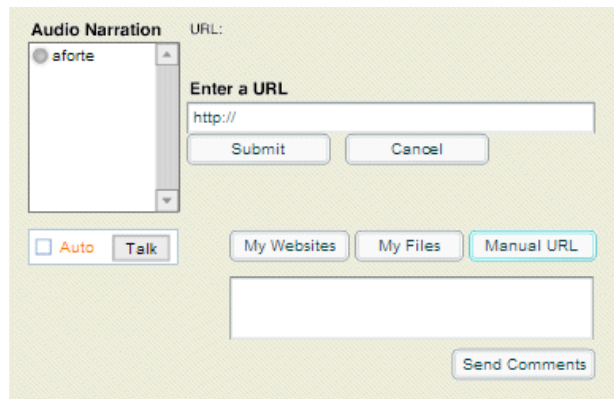 Audio Narration
URL:
aforte
Enter a URL
http://
Submit
Cancel
Auto
Talk
My Websites
My Files
Manual URL
Send Comments